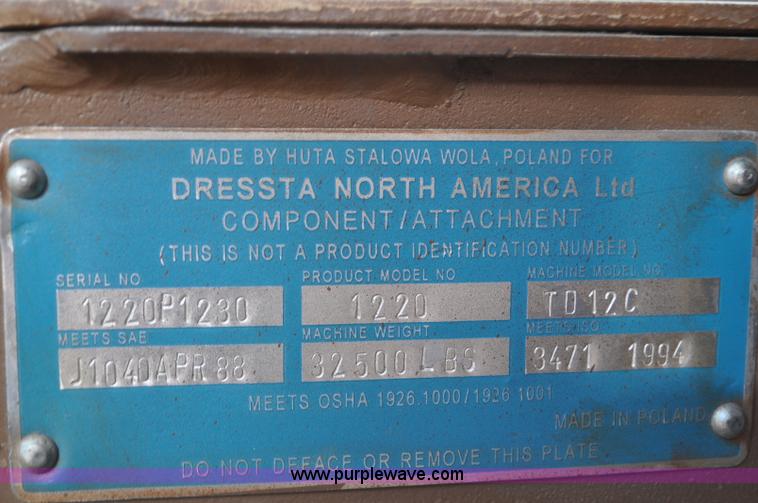 MADE BY HUTA STALOWA WOLA, POLAND FOR
DRESSTA NORTH AMERICA Ltd
COMPONENT/ATTACHMENT
(THIS IS NOT A PRODUCT IDENTIFICATION NUMBER)
SERIAL NO PRODUCT MODEL NO MACHINE MODEL NO.
1220P1230 1220 TD12C
MEETS SAE MACHINE WEIGHT MEETS ISO
J1040APR88 32500LBS 3471 1994
MEETS OSHA 1926.1000/1926.1001
MADE IN POLAND
DO NOT DEFACE OR REMOVE THIS PLATE
www.purplewave.com